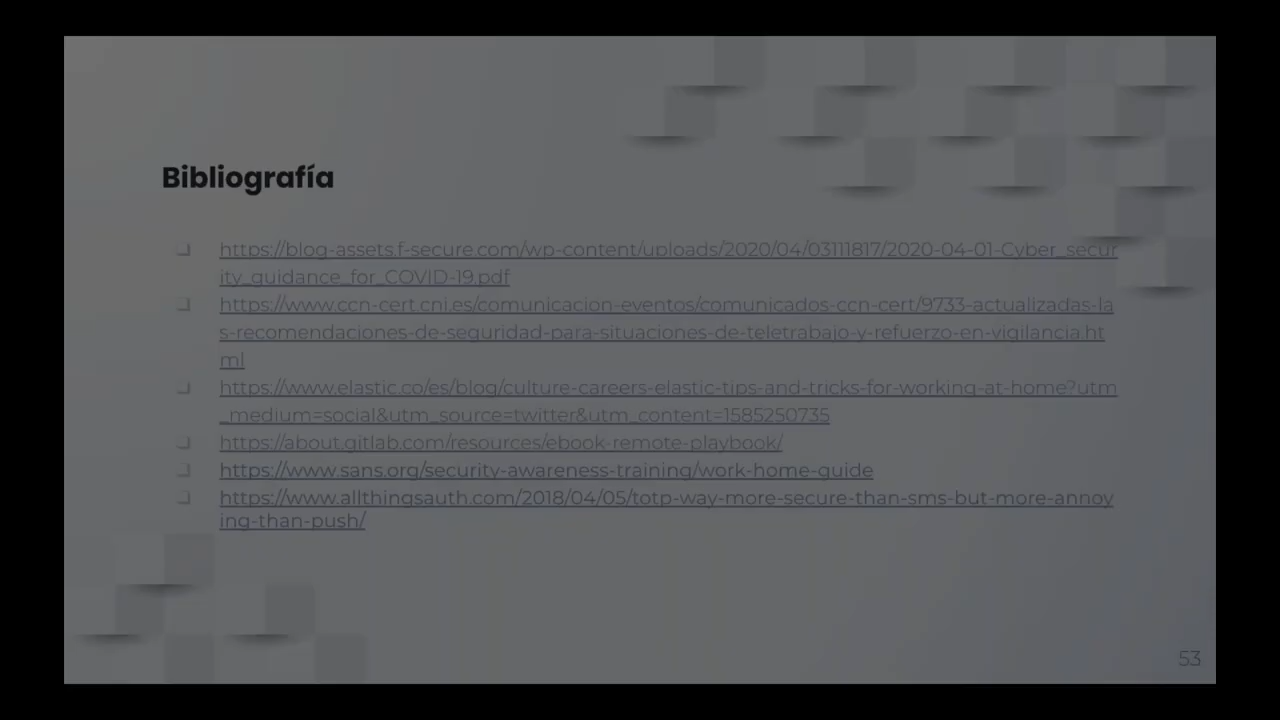 Bibliografía
❏ https://blog-assets.f-secure.com/wp-content/uploads/2020/04/03111817/2020-04-01-Cyber_secur
ity_guidance_for_COVID-19.pdf
❏ https://www.ccn-cert.cni.es/comunicacion-eventos/comunicados-ccn-cert/9733-actualizadas-la
s-recomendaciones-de-seguridad-para-situaciones-de-teletrabajo-y-refuerzo-en-vigilancia.ht
ml
❏ https://www.elastic.co/es/blog/culture-careers-elastic-tips-and-tricks-for-working-at-home?utm
_medium=social&utm_source=twitter&utm_content=1585250735
❏ https://about.gitlab.com/resources/ebook-remote-playbook/
❏ https://www.sans.org/security-awareness-training/work-home-guide
❏ https://www.allthingsauth.com/2018/04/05/totp-way-more-secure-than-sms-but-more-annoy
ing-than-push/
53